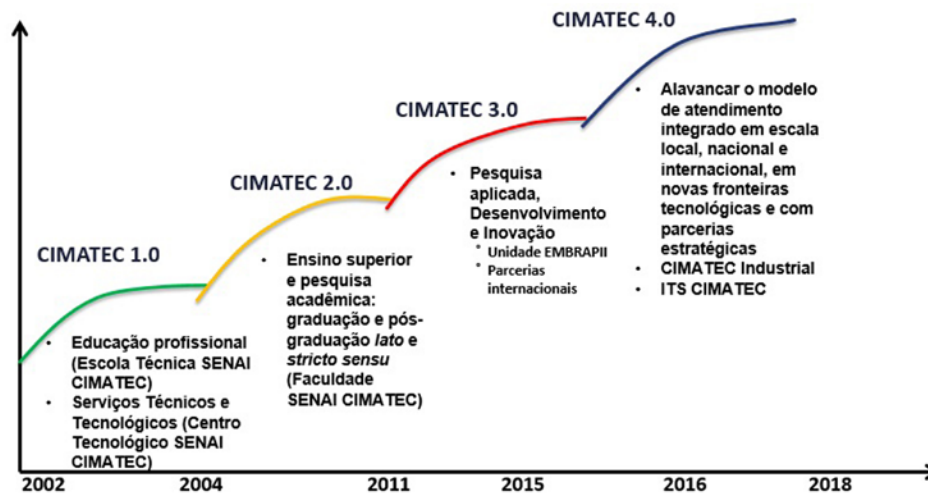 CIMATEC 1.0
• Educação profissional
(Escola Técnica SENAI
CIMATEC)
• Serviços Técnicos e
Tecnológicos (Centro
Tecnológico SENAI
CIMATEC)
CIMATEC 2.0
• Ensino superior
e pesquisa
acadêmica:
graduação e pós-
graduação lato e
stricto sensu
(Faculdade
SENAI CIMATEC)
CIMATEC 3.0
• Pesquisa
aplicada,
Desenvolvimento
e Inovação
° Unidade EMBRAPII
° Parcerias
internacionais
CIMATEC 4.0
• Alavancar o modelo
de atendimento
integrado em escala
local, nacional e
internacional, em
novas fronteiras
tecnológicas e com
parcerias
estratégicas
• CIMATEC Industrial
• ITS CIMATEC
2002 2004 2011 2015 2018